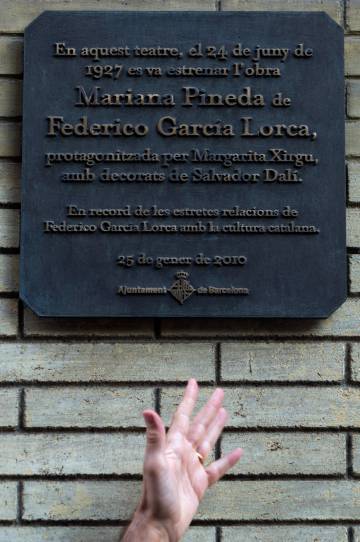 En aquest teatre, el 24 de juny de
1927 es va estrenar l'obra
Mariana Pineda de
Federico García Lorca,
protagonitzada per Margarita Xirgu,
amb decorats de Salvador Dalí.
En record de les estretes relacions de
Federico García Lorca amb la cultura catalana.
25 de gener de 2010
Ajuntament de Barcelona